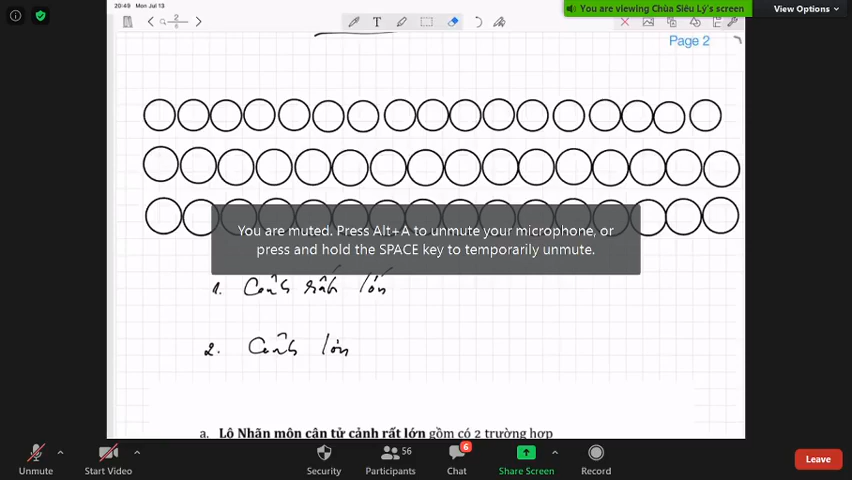 20:49 Mon Jul 13
You are viewing Chùa Siêu Lý's screen
View Options
2
Page 2
You are muted. Press Alt+A to unmute your microphone, or
press and hold the SPACE key to temporarily unmute.
1. Cảnh rất lớn
2. Cảnh lớn
a. Lộ Nhãn môn cận tử cảnh rất lớn gồm có 2 trường hợp
Unmute
Start Video
Security
56
Participants
6
Chat
Share Screen
Record
Leave